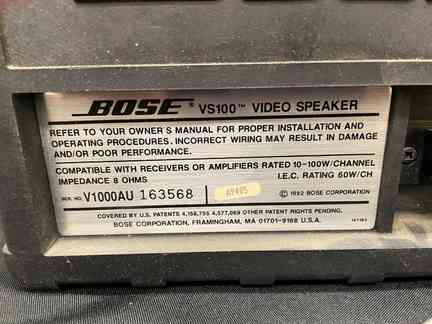 BOSE® VS100™ VIDEO SPEAKER
REFER TO YOUR OWNER'S MANUAL FOR PROPER INSTALLATION AND
OPERATING PROCEDURES. INCORRECT WIRING MAY RESULT IN DAMAGE
AND/OR POOR PERFORMANCE.
COMPATIBLE WITH RECEIVERS OR AMPLIFIERS RATED 10-100W/CHANNEL
IMPEDANCE 8 OHMS I.E.C. RATING 60W/CH
SER. NO. V1000AU 163568 ©1992 BOSE CORPORATION
COVERED BY U.S. PATENTS 4,158,756 4,577,069 OTHER PATENT RIGHTS PENDING.
BOSE CORPORATION, FRAMINGHAM, MA 01701-9168 U.S.A.